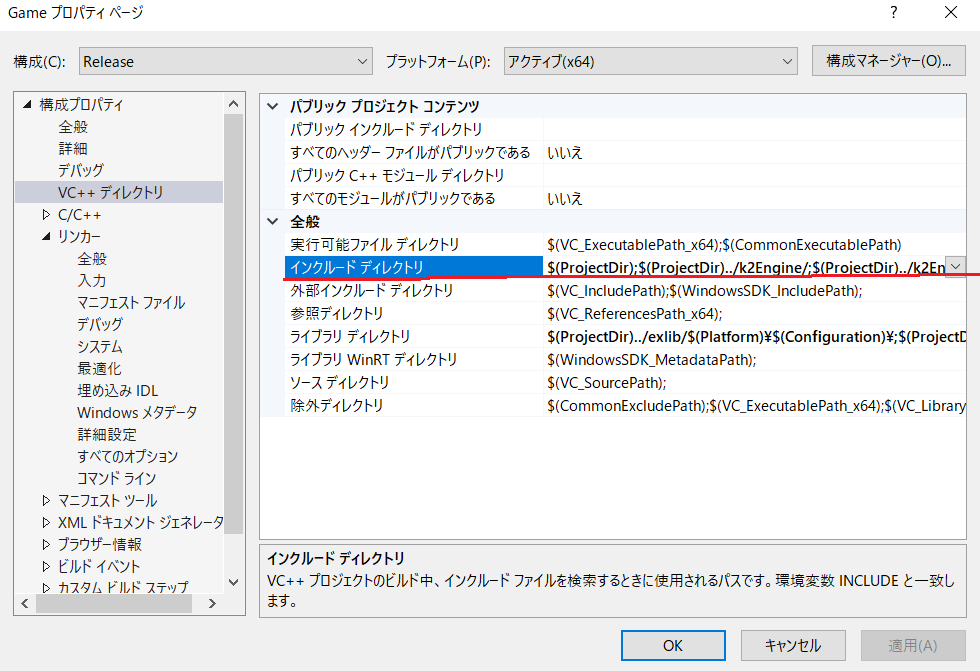 Game プロパティ ページ
構成(C): Release プラットフォーム(P): アクティブ(x64) 構成マネージャー(O)...
構成プロパティ
全般
詳細
デバッグ
VC++ ディレクトリ
C/C++
リンカー
全般
入力
マニフェスト ファイル
デバッグ
システム
最適化
埋め込み IDL
Windows メタデータ
詳細設定
すべてのオプション
コマンド ライン
マニフェスト ツール
XML ドキュメント ジェネレータ
ブラウザー情報
ビルド イベント
カスタム ビルド ステップ
パブリック プロジェクト コンテンツ
パブリック インクルード ディレクトリ
すべてのヘッダー ファイルがパブリックである いいえ
パブリック C++ モジュール ディレクトリ
すべてのモジュールがパブリックである いいえ
全般
実行可能ファイル ディレクトリ $(VC_ExecutablePath_x64);$(CommonExecutablePath)
インクルード ディレクトリ $(ProjectDir);$(ProjectDir)../k2Engine/;$(ProjectDir)../k2En
外部インクルード ディレクトリ $(VC_IncludePath);$(WindowsSDK_IncludePath);
参照ディレクトリ $(VC_ReferencesPath_x64);
ライブラリ ディレクトリ $(ProjectDir)../exlib/$(Platform)¥$(Configuration)¥;$(ProjectD
ライブラリ WinRT ディレクトリ $(WindowsSDK_MetadataPath);
ソース ディレクトリ $(VC_SourcePath);
除外ディレクトリ $(CommonExcludePath);$(VC_ExecutablePath_x64);$(VC_Library
インクルード ディレクトリ
VC++ プロジェクトのビルド中、インクルード ファイルを検索するときに使用されるパスです。環境変数 INCLUDE と一致し
ます。
OK キャンセル 適用(A)